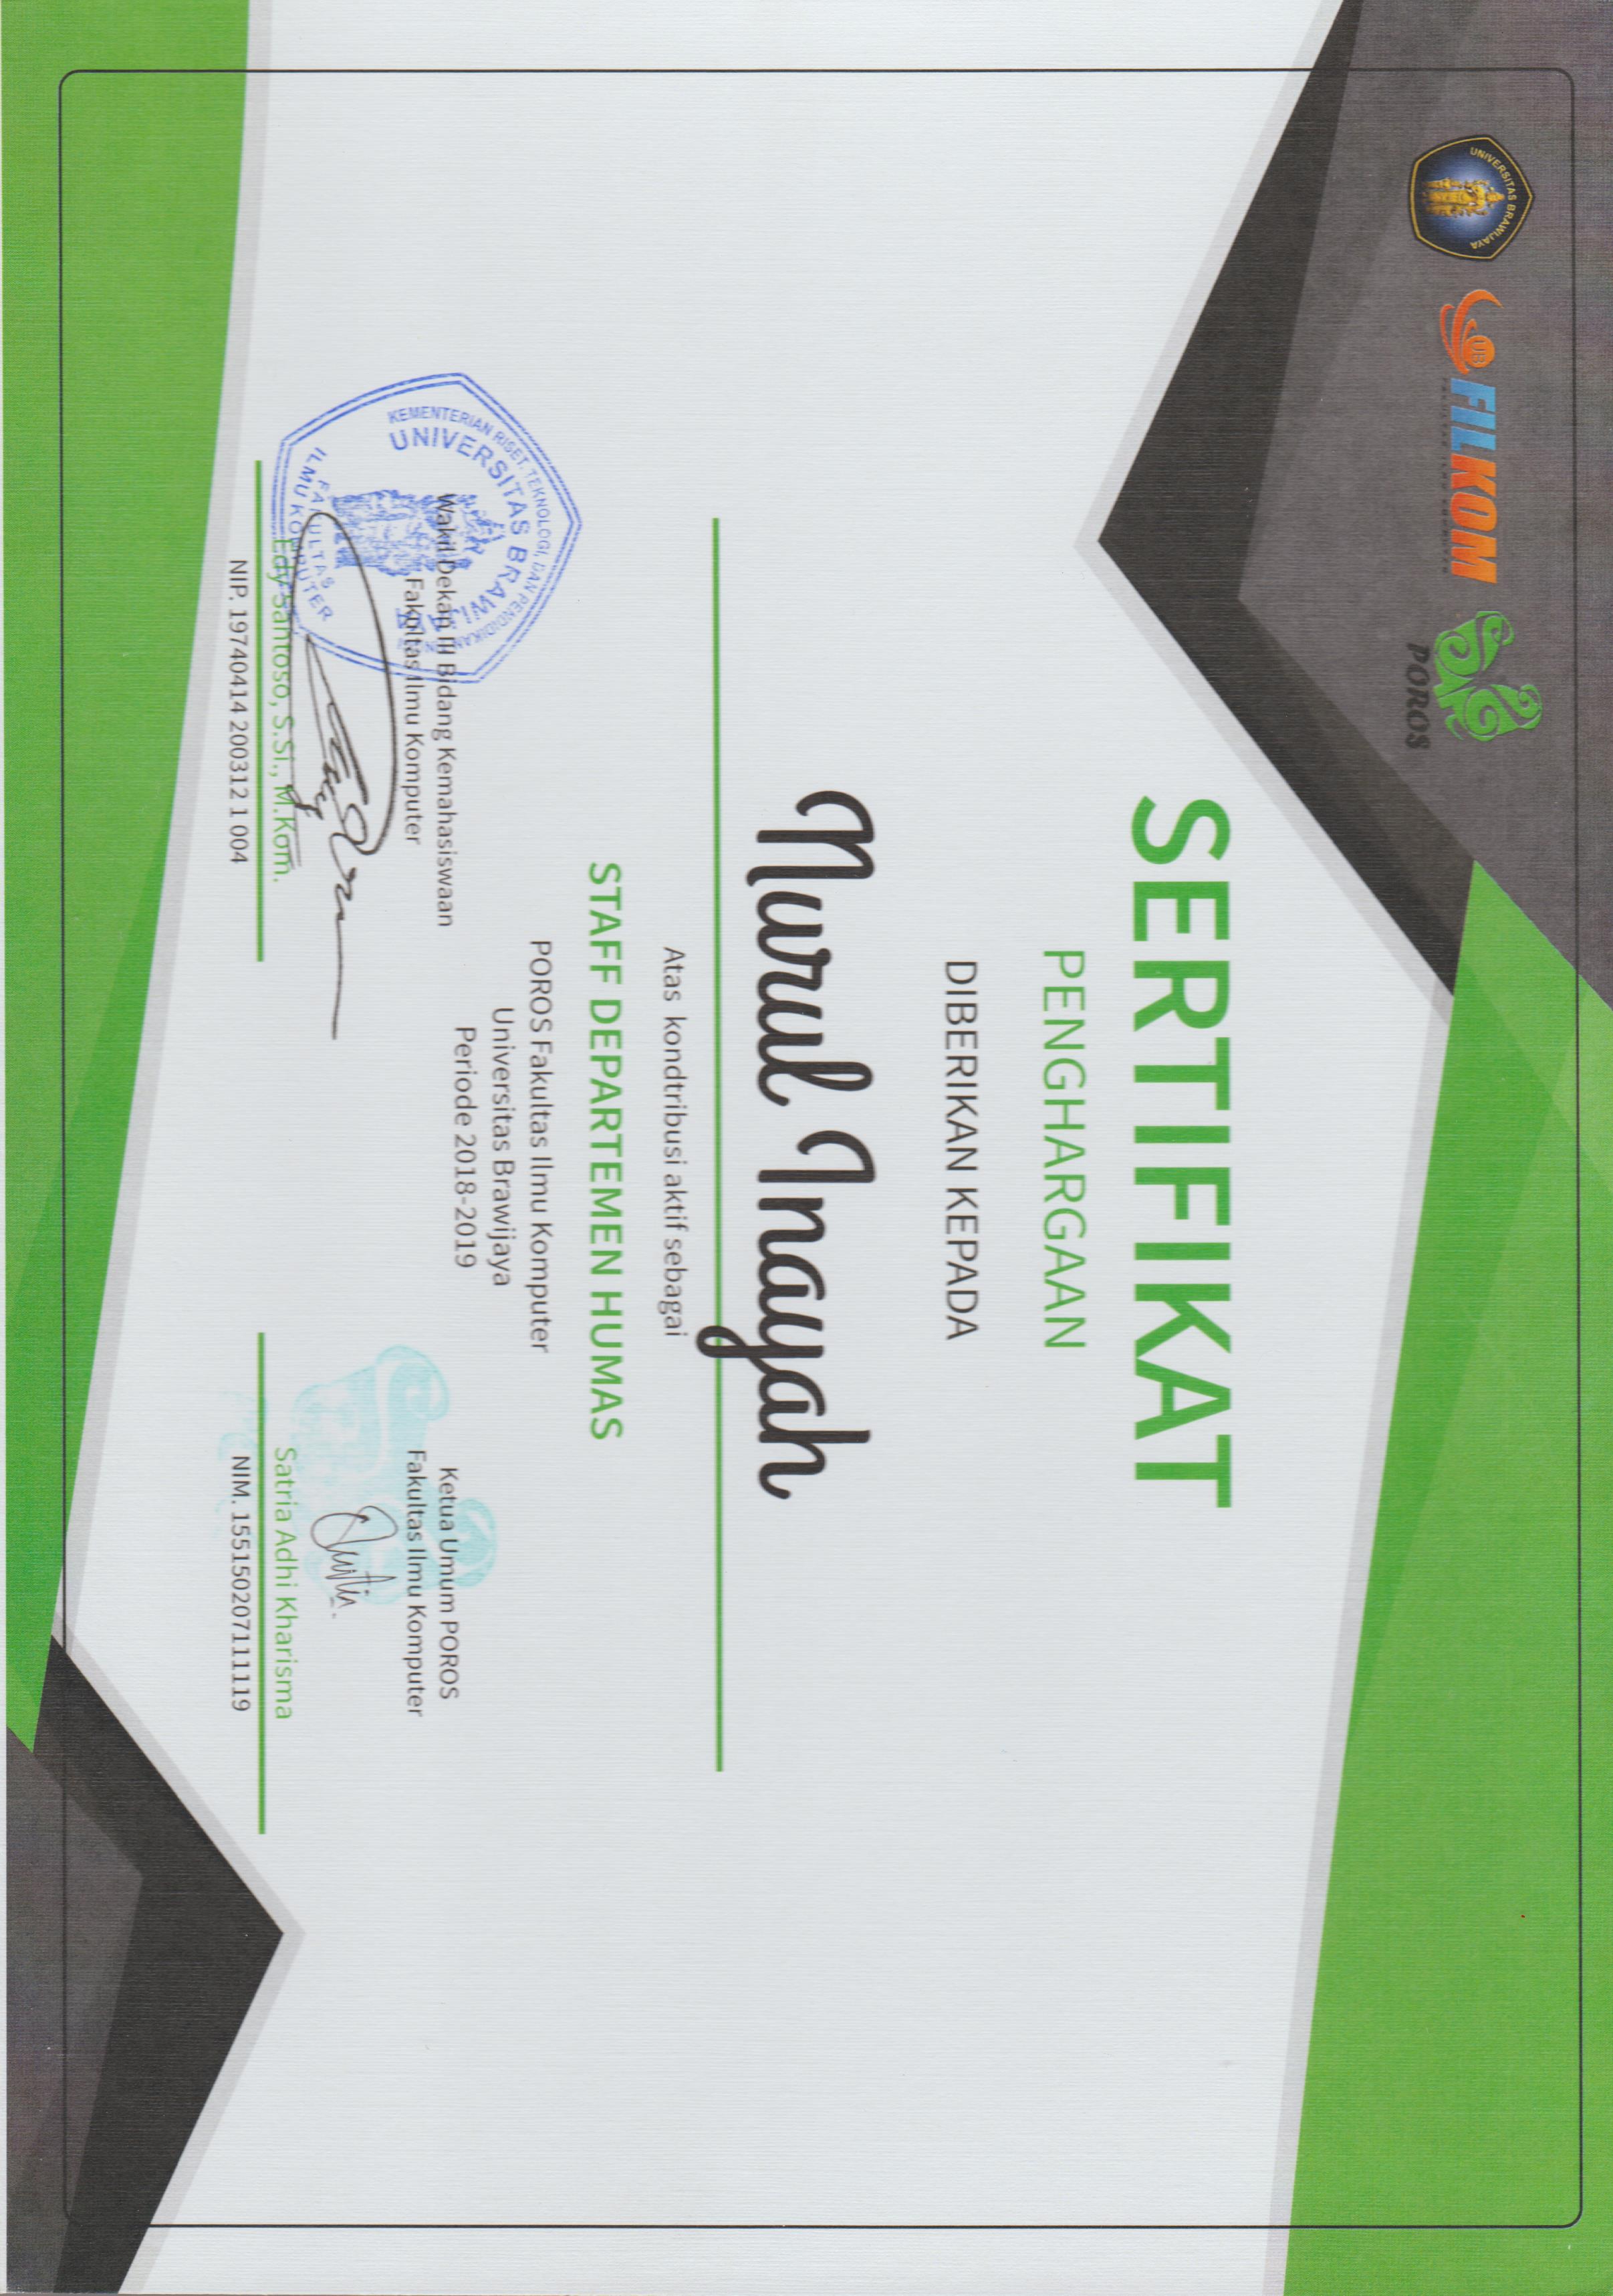 UNIVERSITAS BRAWIJAYA
UB FILKOM
POROS
SERTIFIKAT
PENGHARGAAN
DIBERIKAN KEPADA
Nurul Inayah
Atas kondtribusi aktif sebagai
STAFF DEPARTEMEN HUMAS
POROS Fakultas Ilmu Komputer
Universitas Brawijaya
Periode 2018-2019
Wakil Dekan III Bidang Kemahasiswaan
Fakultas Ilmu Komputer
KEMENTERIAN RISET, TEKNOLOGI, DAN PENDIDIKAN
UNIVERSITAS BRAWIJAYA
FAKULTAS
ILMU KOMPUTER
Edy Santoso, S.Si., M.Kom.
NIP. 19740414 200312 1 004
Ketua Umum POROS
Fakultas Ilmu Komputer
Satria Adhi Kharisma
NIM. 155150207111119